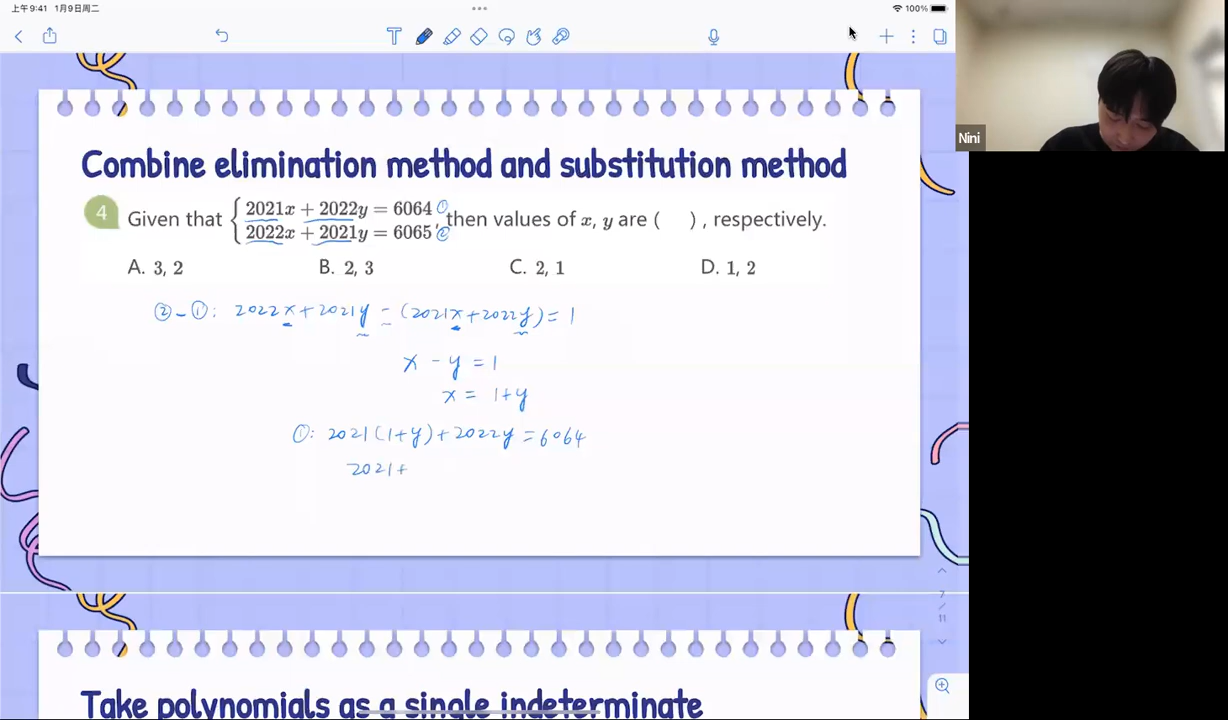 上午9:41 1月9日周二
100%
Nini
Combine elimination method and substitution method
4 Given that { 2021x + 2022y = 6064 ① , then values of x, y are ( ) , respectively.
2022x + 2021y = 6065 ②
A. 3, 2 B. 2, 3 C. 2, 1 D. 1, 2
② - ①: 2022x + 2021y - (2021x + 2022y) = 1
x - y = 1
x = 1+y
①: 2021(1+y) + 2022y = 6064
2021 +
7
/
11
Take polynomials as a single indeterminate